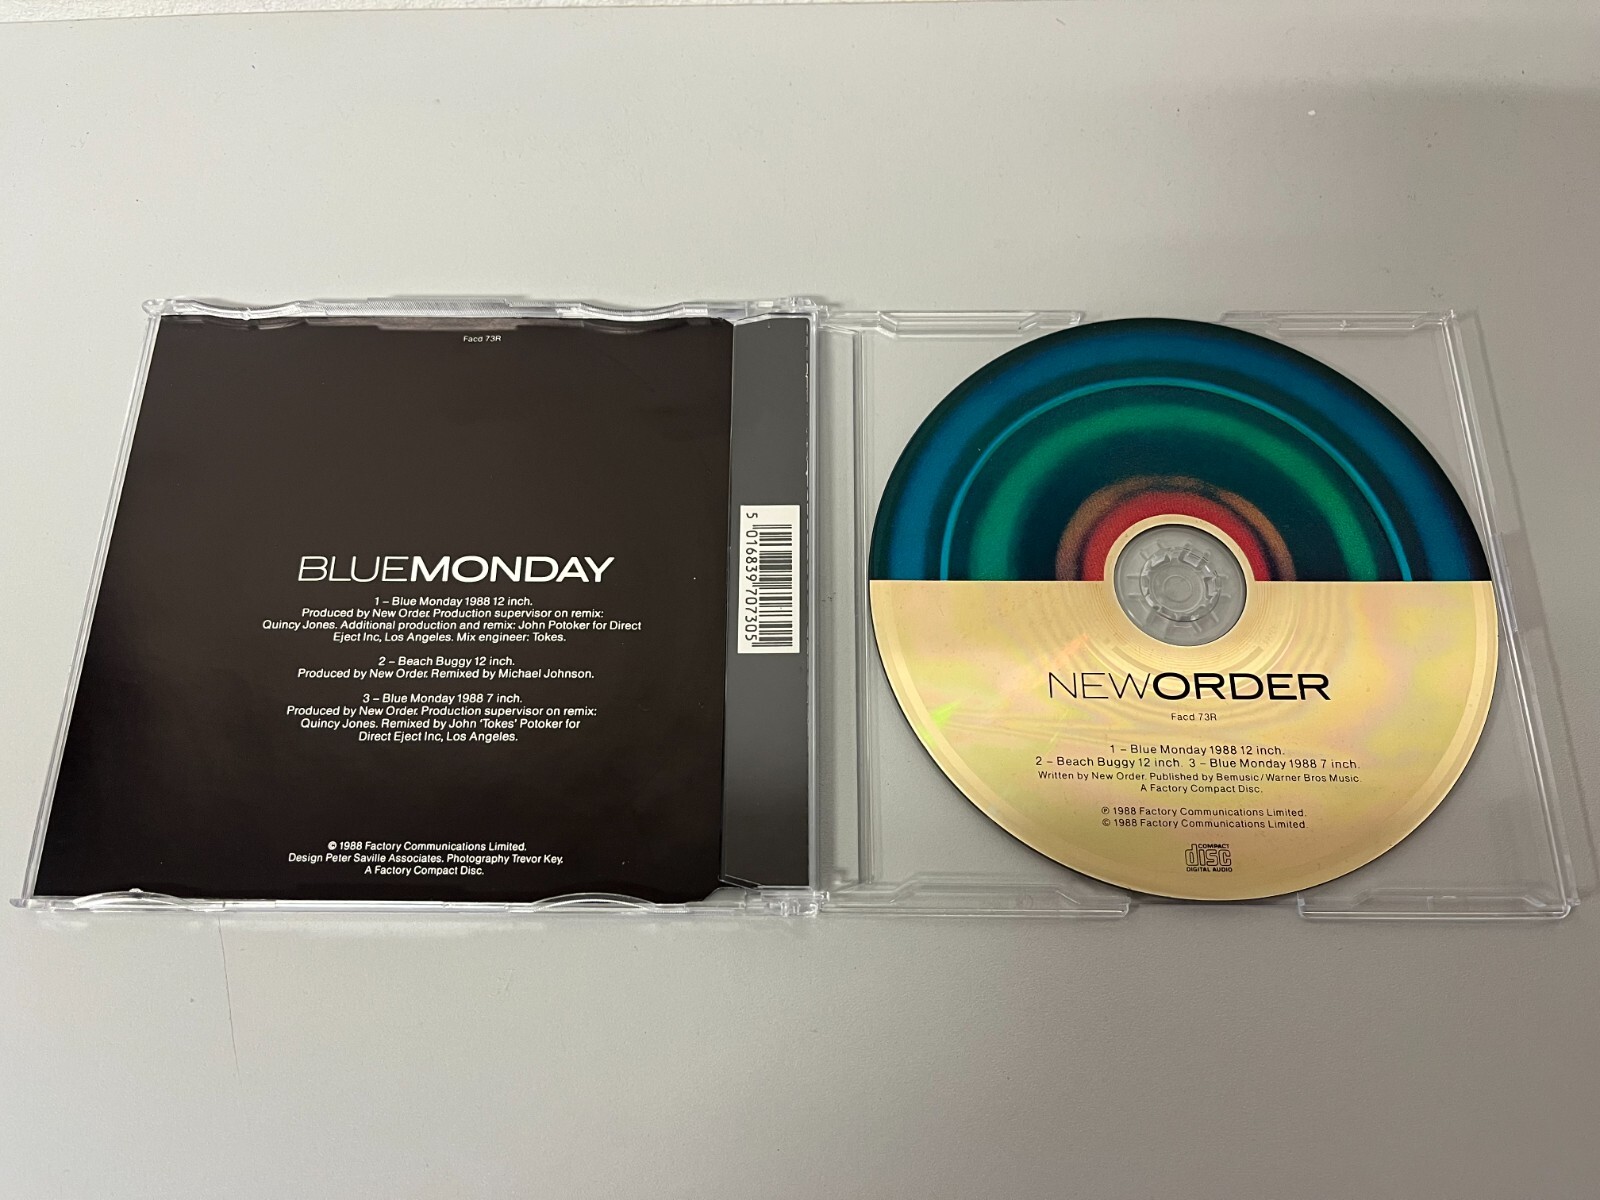 Facd 73R
BLUEMONDAY
1 – Blue Monday 1988 12 inch.
Produced by New Order. Production supervisor on remix:
Quincy Jones. Additional production and remix: John Potoker for Direct
Eject Inc, Los Angeles. Mix engineer: Tokes.
2 – Beach Buggy 12 inch.
Produced by New Order. Remixed by Michael Johnson.
3 – Blue Monday 1988 7 inch.
Produced by New Order. Production supervisor on remix:
Quincy Jones. Remixed by John 'Tokes' Potoker for
Direct Eject Inc, Los Angeles.
© 1988 Factory Communications Limited.
Design Peter Saville Associates. Photography Trevor Key.
A Factory Compact Disc.
5 016839 707305
NEWORDER
Facd 73R
1 – Blue Monday 1988 12 inch.
2 – Beach Buggy 12 inch. 3 – Blue Monday 1988 7 inch.
Written by New Order. Published by Bemusic/Warner Bros Music.
A Factory Compact Disc.
℗ 1988 Factory Communications Limited.
© 1988 Factory Communications Limited.
COMPACT
disc
DIGITAL AUDIO